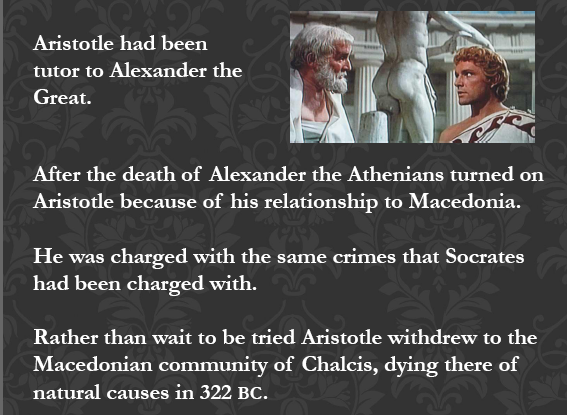 Aristotle had been
tutor to Alexander the
Great.
After the death of Alexander the Athenians turned on
Aristotle because of his relationship to Macedonia.
He was charged with the same crimes that Socrates
had been charged with.
Rather than wait to be tried Aristotle withdrew to the
Macedonian community of Chalcis, dying there of
natural causes in 322 BC.